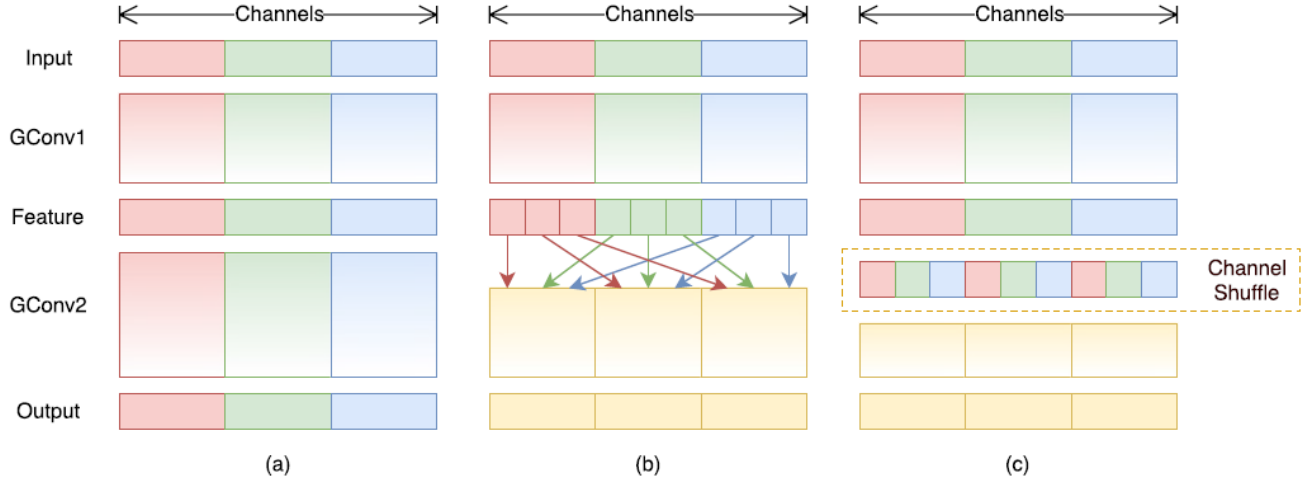 Channels Channels Channels
Input
GConv1
Feature
Channel
Shuffle
GConv2
Output
(a) (b) (c)